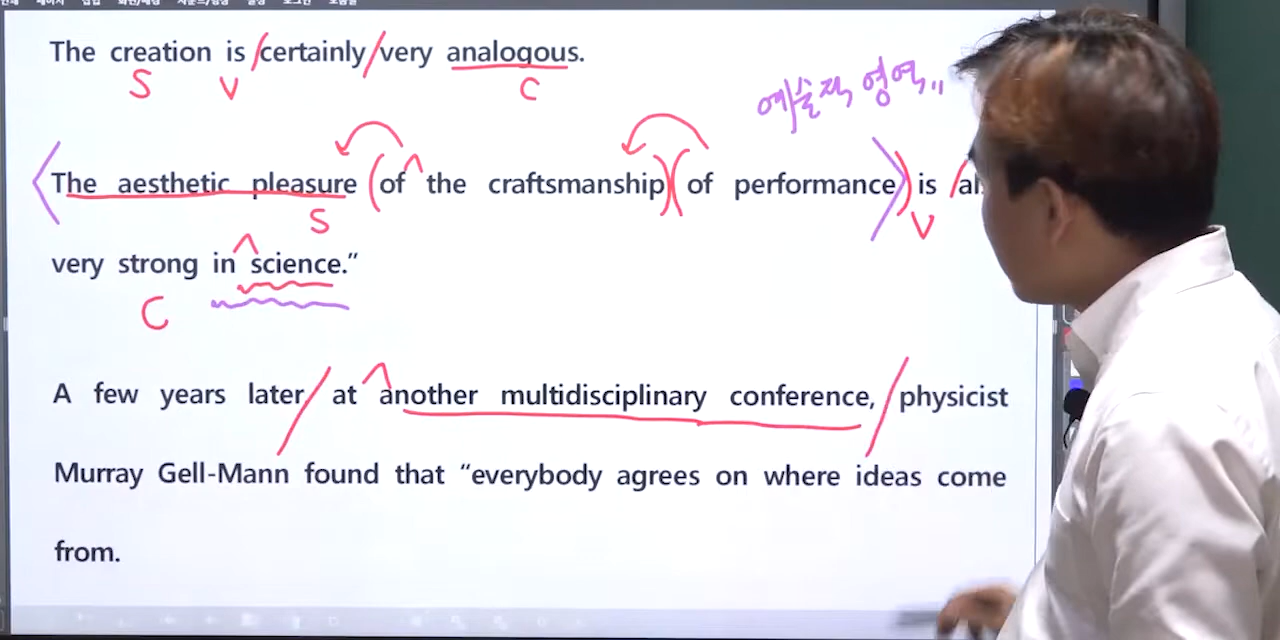 The creation is certainly very analogous.
S V C
예술적 영역,,
The aesthetic pleasure of the craftsmanship of performance is
S V
very strong in science.”
C
A few years later at another multidisciplinary conference, physicist
Murray Gell-Mann found that “everybody agrees on where ideas come
from.